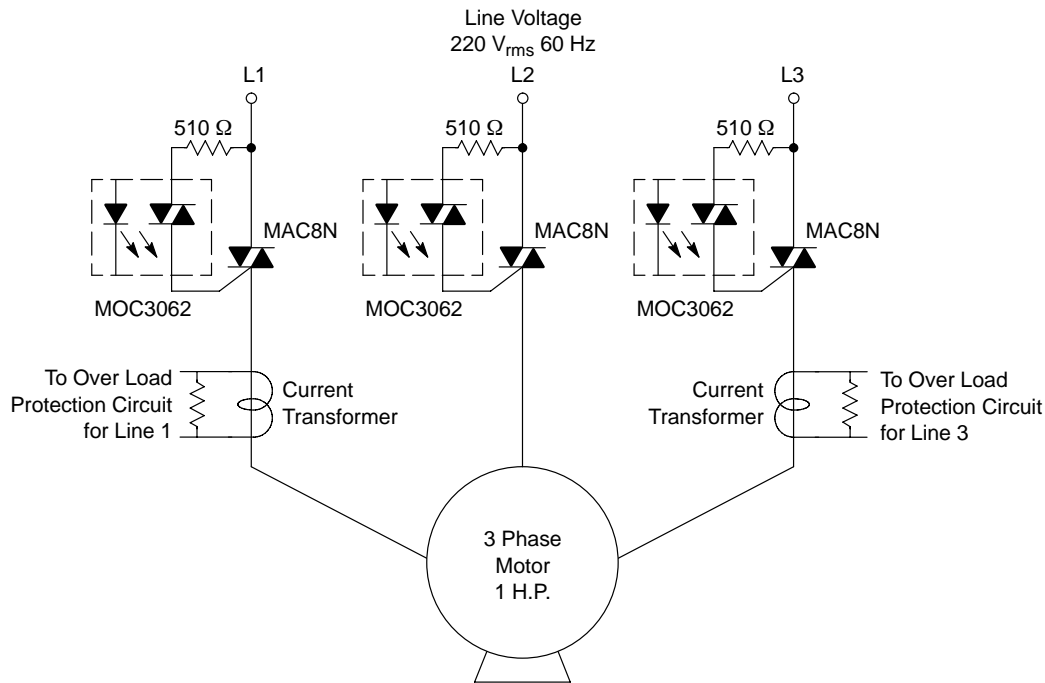 Line Voltage
220 Vrms 60 Hz
L1
L2
L3
510 Ω
510 Ω
510 Ω
MAC8N
MAC8N
MAC8N
MOC3062
MOC3062
MOC3062
To Over Load
Protection Circuit
for Line 1
Current
Transformer
Current
Transformer
To Over Load
Protection Circuit
for Line 3
3 Phase
Motor
1 H.P.